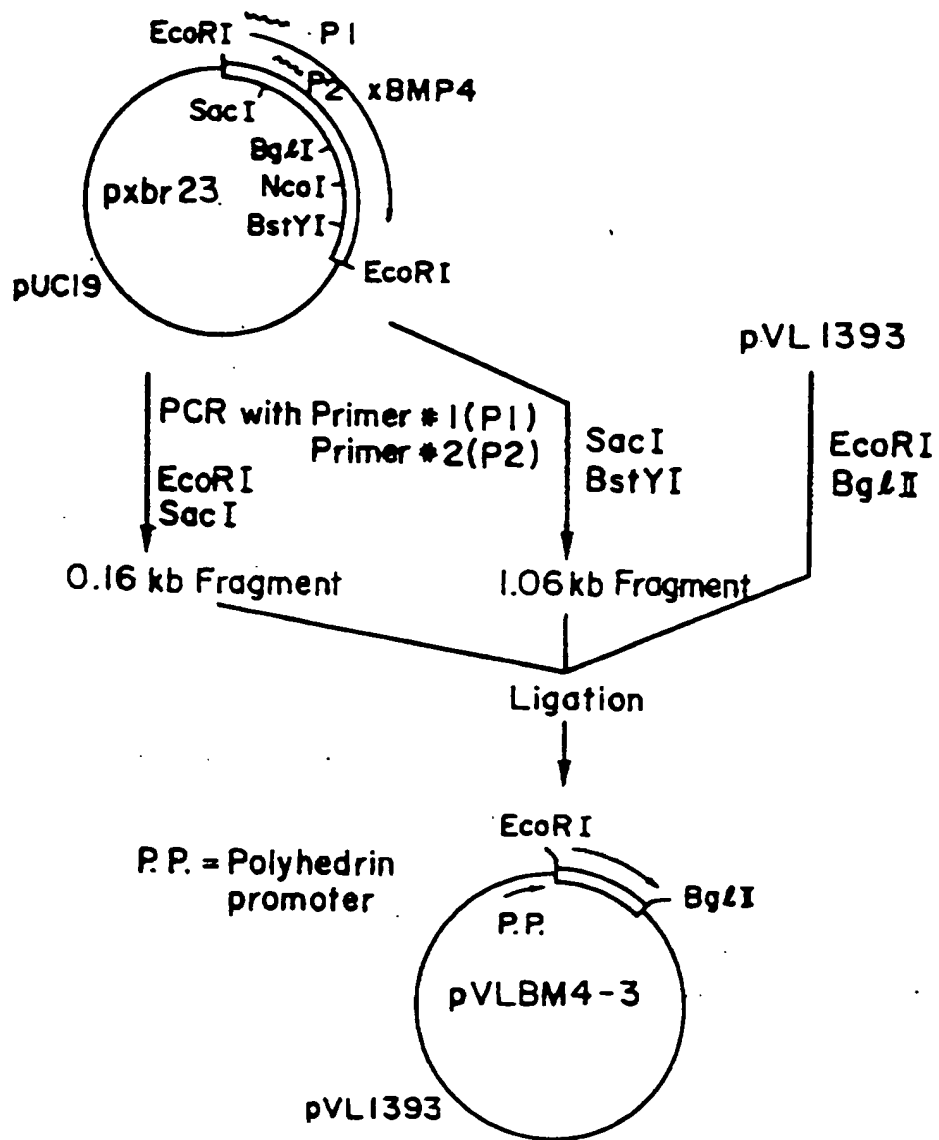 EcoRI
P1
P2
xBMP4
SacI
BglI
NcoI
BstYI
pxbr23
EcoRI
pUC19
pVL1393
PCR with Primer #1(P1)
Primer #2(P2)
EcoRI
SacI
SacI
BstYI
EcoRI
BglII
0.16 kb Fragment
1.06 kb Fragment
Ligation
EcoRI
P.P. = Polyhedrin
promoter
BglI
P.P.
pVLBM4-3
pVL1393